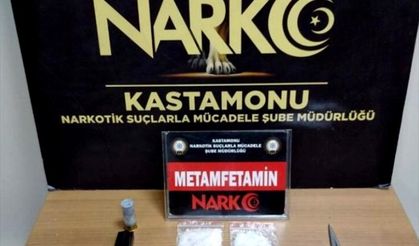 NARKO
KASTAMONU
NARKOTİK SUÇLARLA MÜCADELE ŞUBE MÜDÜRLÜĞÜ
KASTAMONU
NARKOTİK SUÇLARLA MÜCADELE
ŞUBE MÜDÜRLÜĞÜ
METAMFETAMİN
NARKO